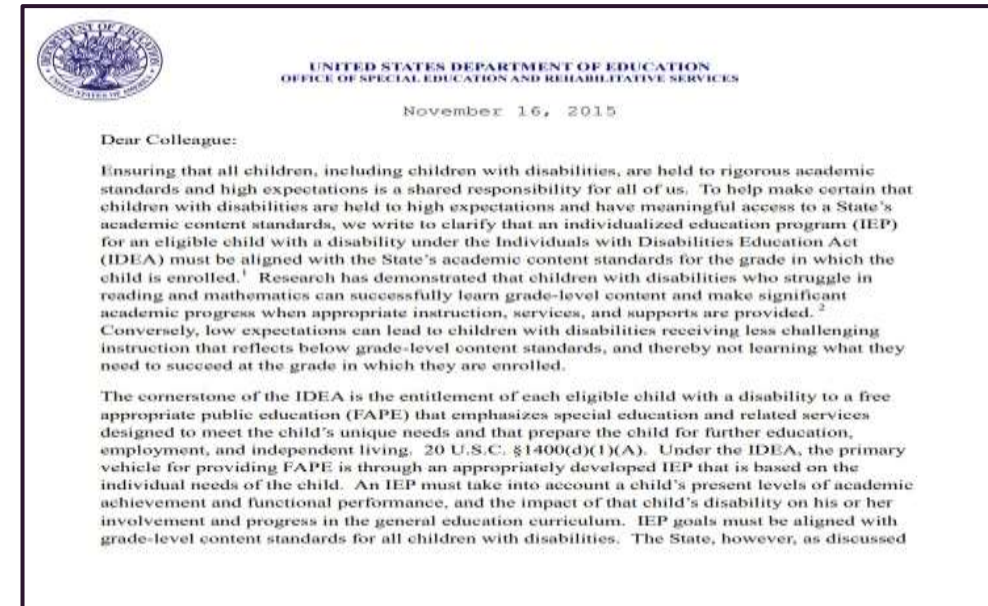 DEPARTMENT OF EDUCATION
UNITED STATES OF AMERICA
UNITED STATES DEPARTMENT OF EDUCATION
OFFICE OF SPECIAL EDUCATION AND REHABILITATIVE SERVICES
November 16, 2015
Dear Colleague:
Ensuring that all children, including children with disabilities, are held to rigorous academic
standards and high expectations is a shared responsibility for all of us. To help make certain that
children with disabilities are held to high expectations and have meaningful access to a State's
academic content standards, we write to clarify that an individualized education program (IEP)
for an eligible child with a disability under the Individuals with Disabilities Education Act
(IDEA) must be aligned with the State's academic content standards for the grade in which the
child is enrolled.1 Research has demonstrated that children with disabilities who struggle in
reading and mathematics can successfully learn grade-level content and make significant
academic progress when appropriate instruction, services, and supports are provided. 2
Conversely, low expectations can lead to children with disabilities receiving less challenging
instruction that reflects below grade-level content standards, and thereby not learning what they
need to succeed at the grade in which they are enrolled.
The cornerstone of the IDEA is the entitlement of each eligible child with a disability to a free
appropriate public education (FAPE) that emphasizes special education and related services
designed to meet the child's unique needs and that prepare the child for further education,
employment, and independent living. 20 U.S.C. §1400(d)(1)(A). Under the IDEA, the primary
vehicle for providing FAPE is through an appropriately developed IEP that is based on the
individual needs of the child. An IEP must take into account a child's present levels of academic
achievement and functional performance, and the impact of that child's disability on his or her
involvement and progress in the general education curriculum. IEP goals must be aligned with
grade-level content standards for all children with disabilities. The State, however, as discussed